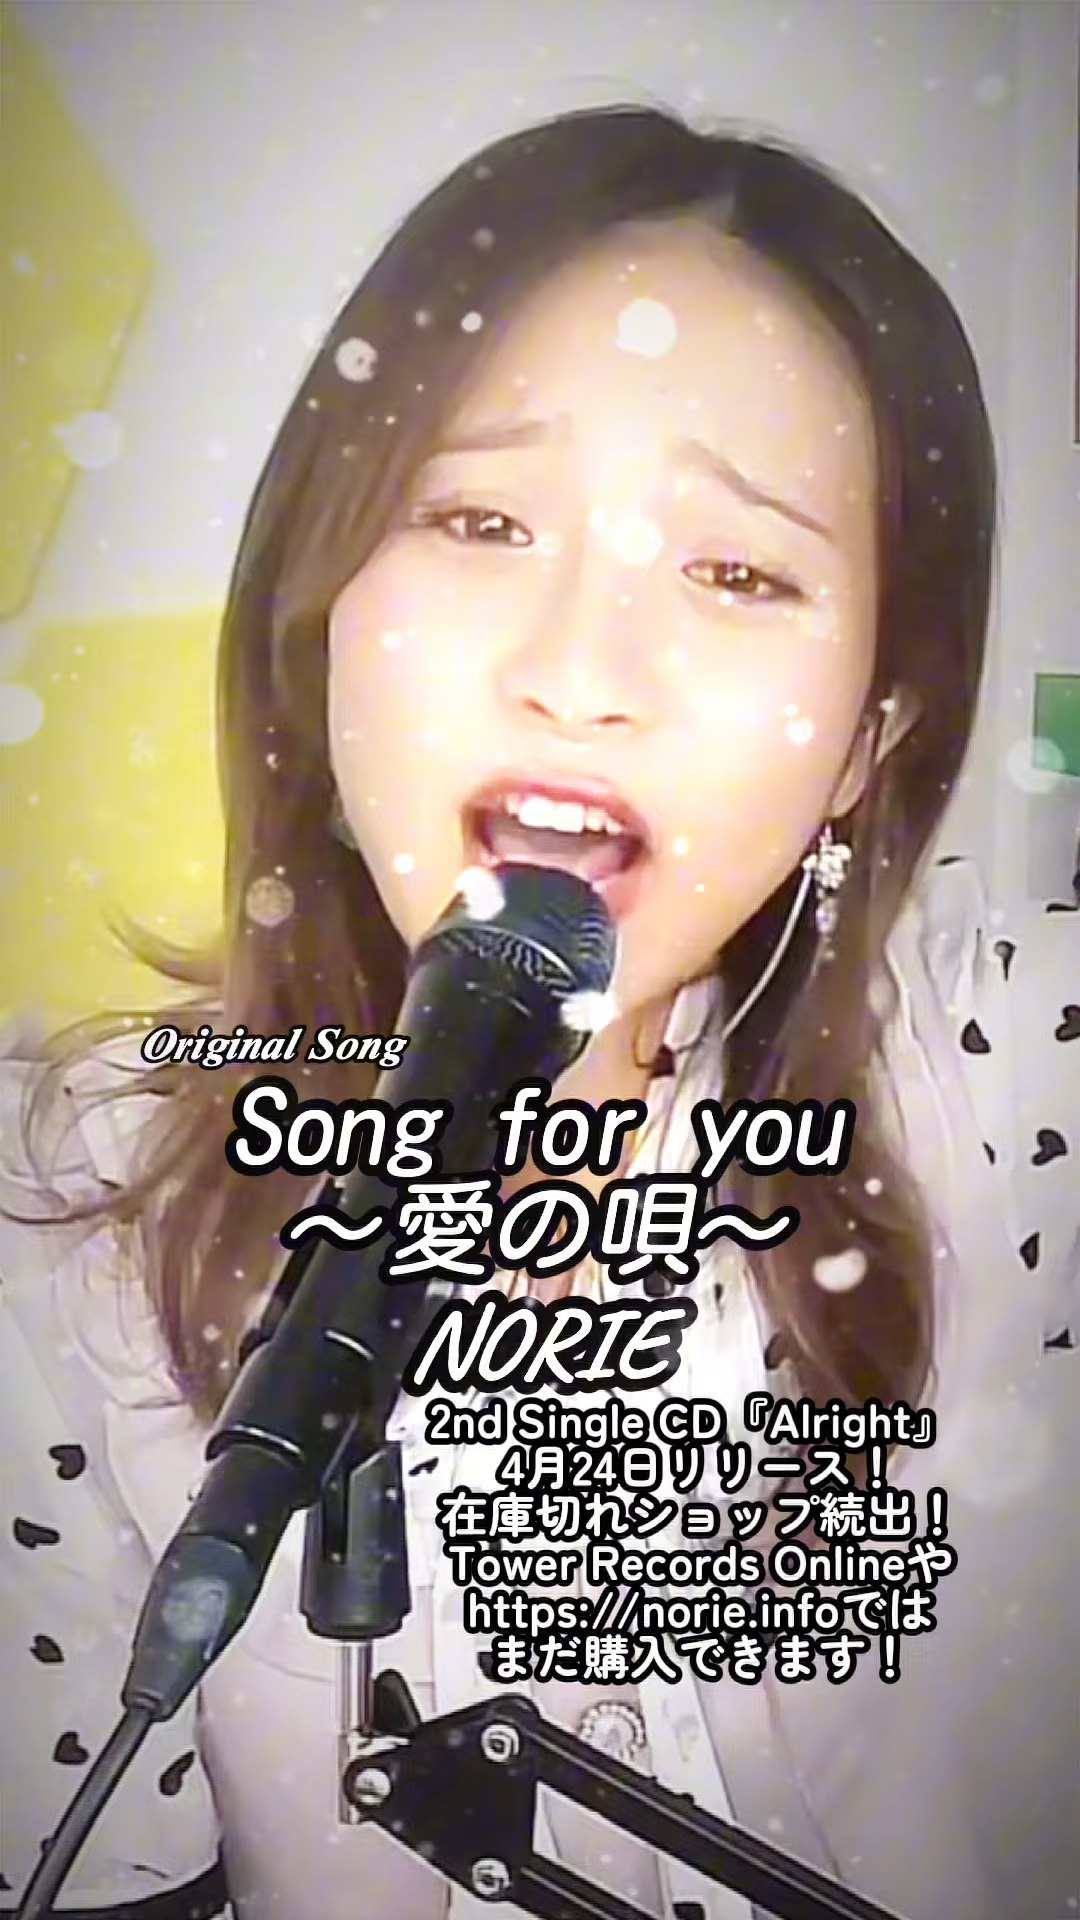 Original Song
Song for you
～愛の唄～
NORIE
2nd Single CD『Alright』
4月24日リリース！
在庫切れショップ続出！
Tower Records Onlineや
https://norie.infoでは
まだ購入できます！